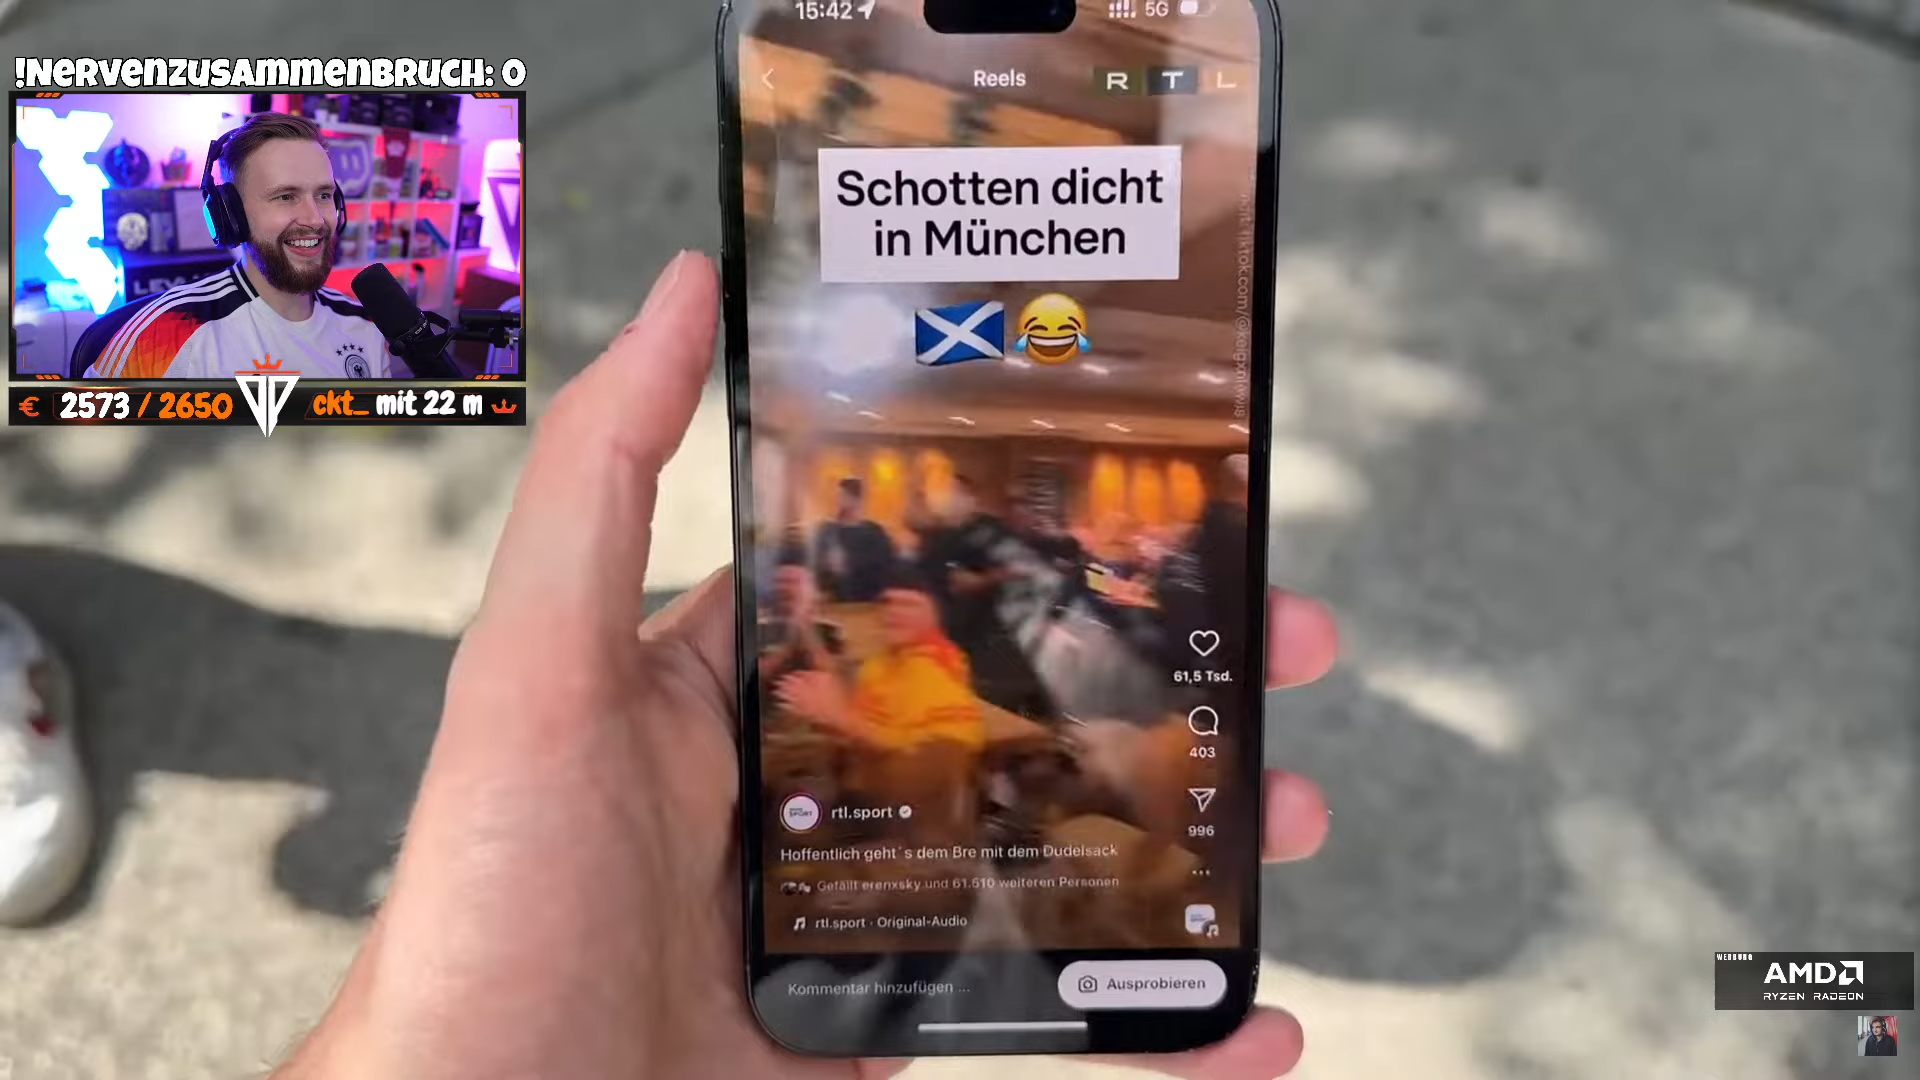 !NERVENZUSAMMENBRUCH: 0
€ 2573 / 2650
ckt_ mit 22 m
15:42
5G
Reels
R T L
Schotten dicht
in München
61,5 Tsd.
403
996
rtl.sport
Hoffentlich geht´s dem Bre mit dem Dudelsack
Gefällt erenxsky und 61.510 weiteren Personen
rtl.sport · Original-Audio
Kommentar hinzufügen ...
Ausprobieren
WERBUNG
AMD
RYZEN RADEON